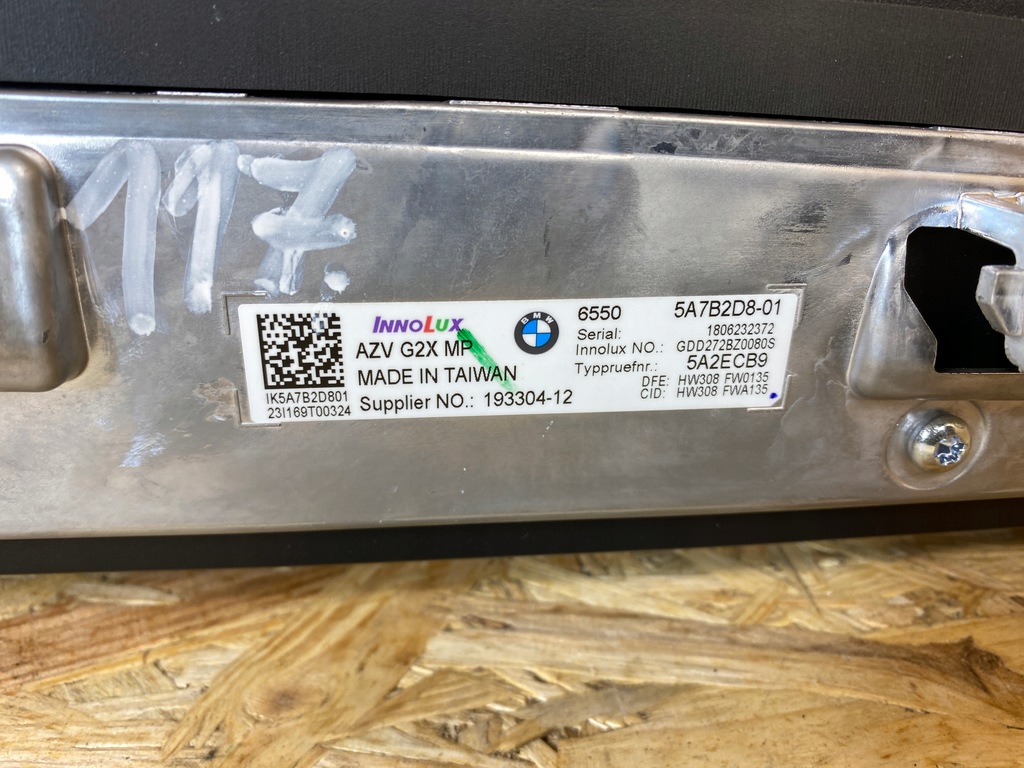 117.
INNOLUX
AZV G2X MP
MADE IN TAIWAN
Supplier NO.: 193304-12
IK5A7B2D801
23I169T00324
BMW
6550 5A7B2D8-01
Serial: 1806232372
Innolux NO.: GDD272BZ0080S
Typpruefnr.: 5A2ECB9
DFE: HW308 FW0135
CID: HW308 FWA135